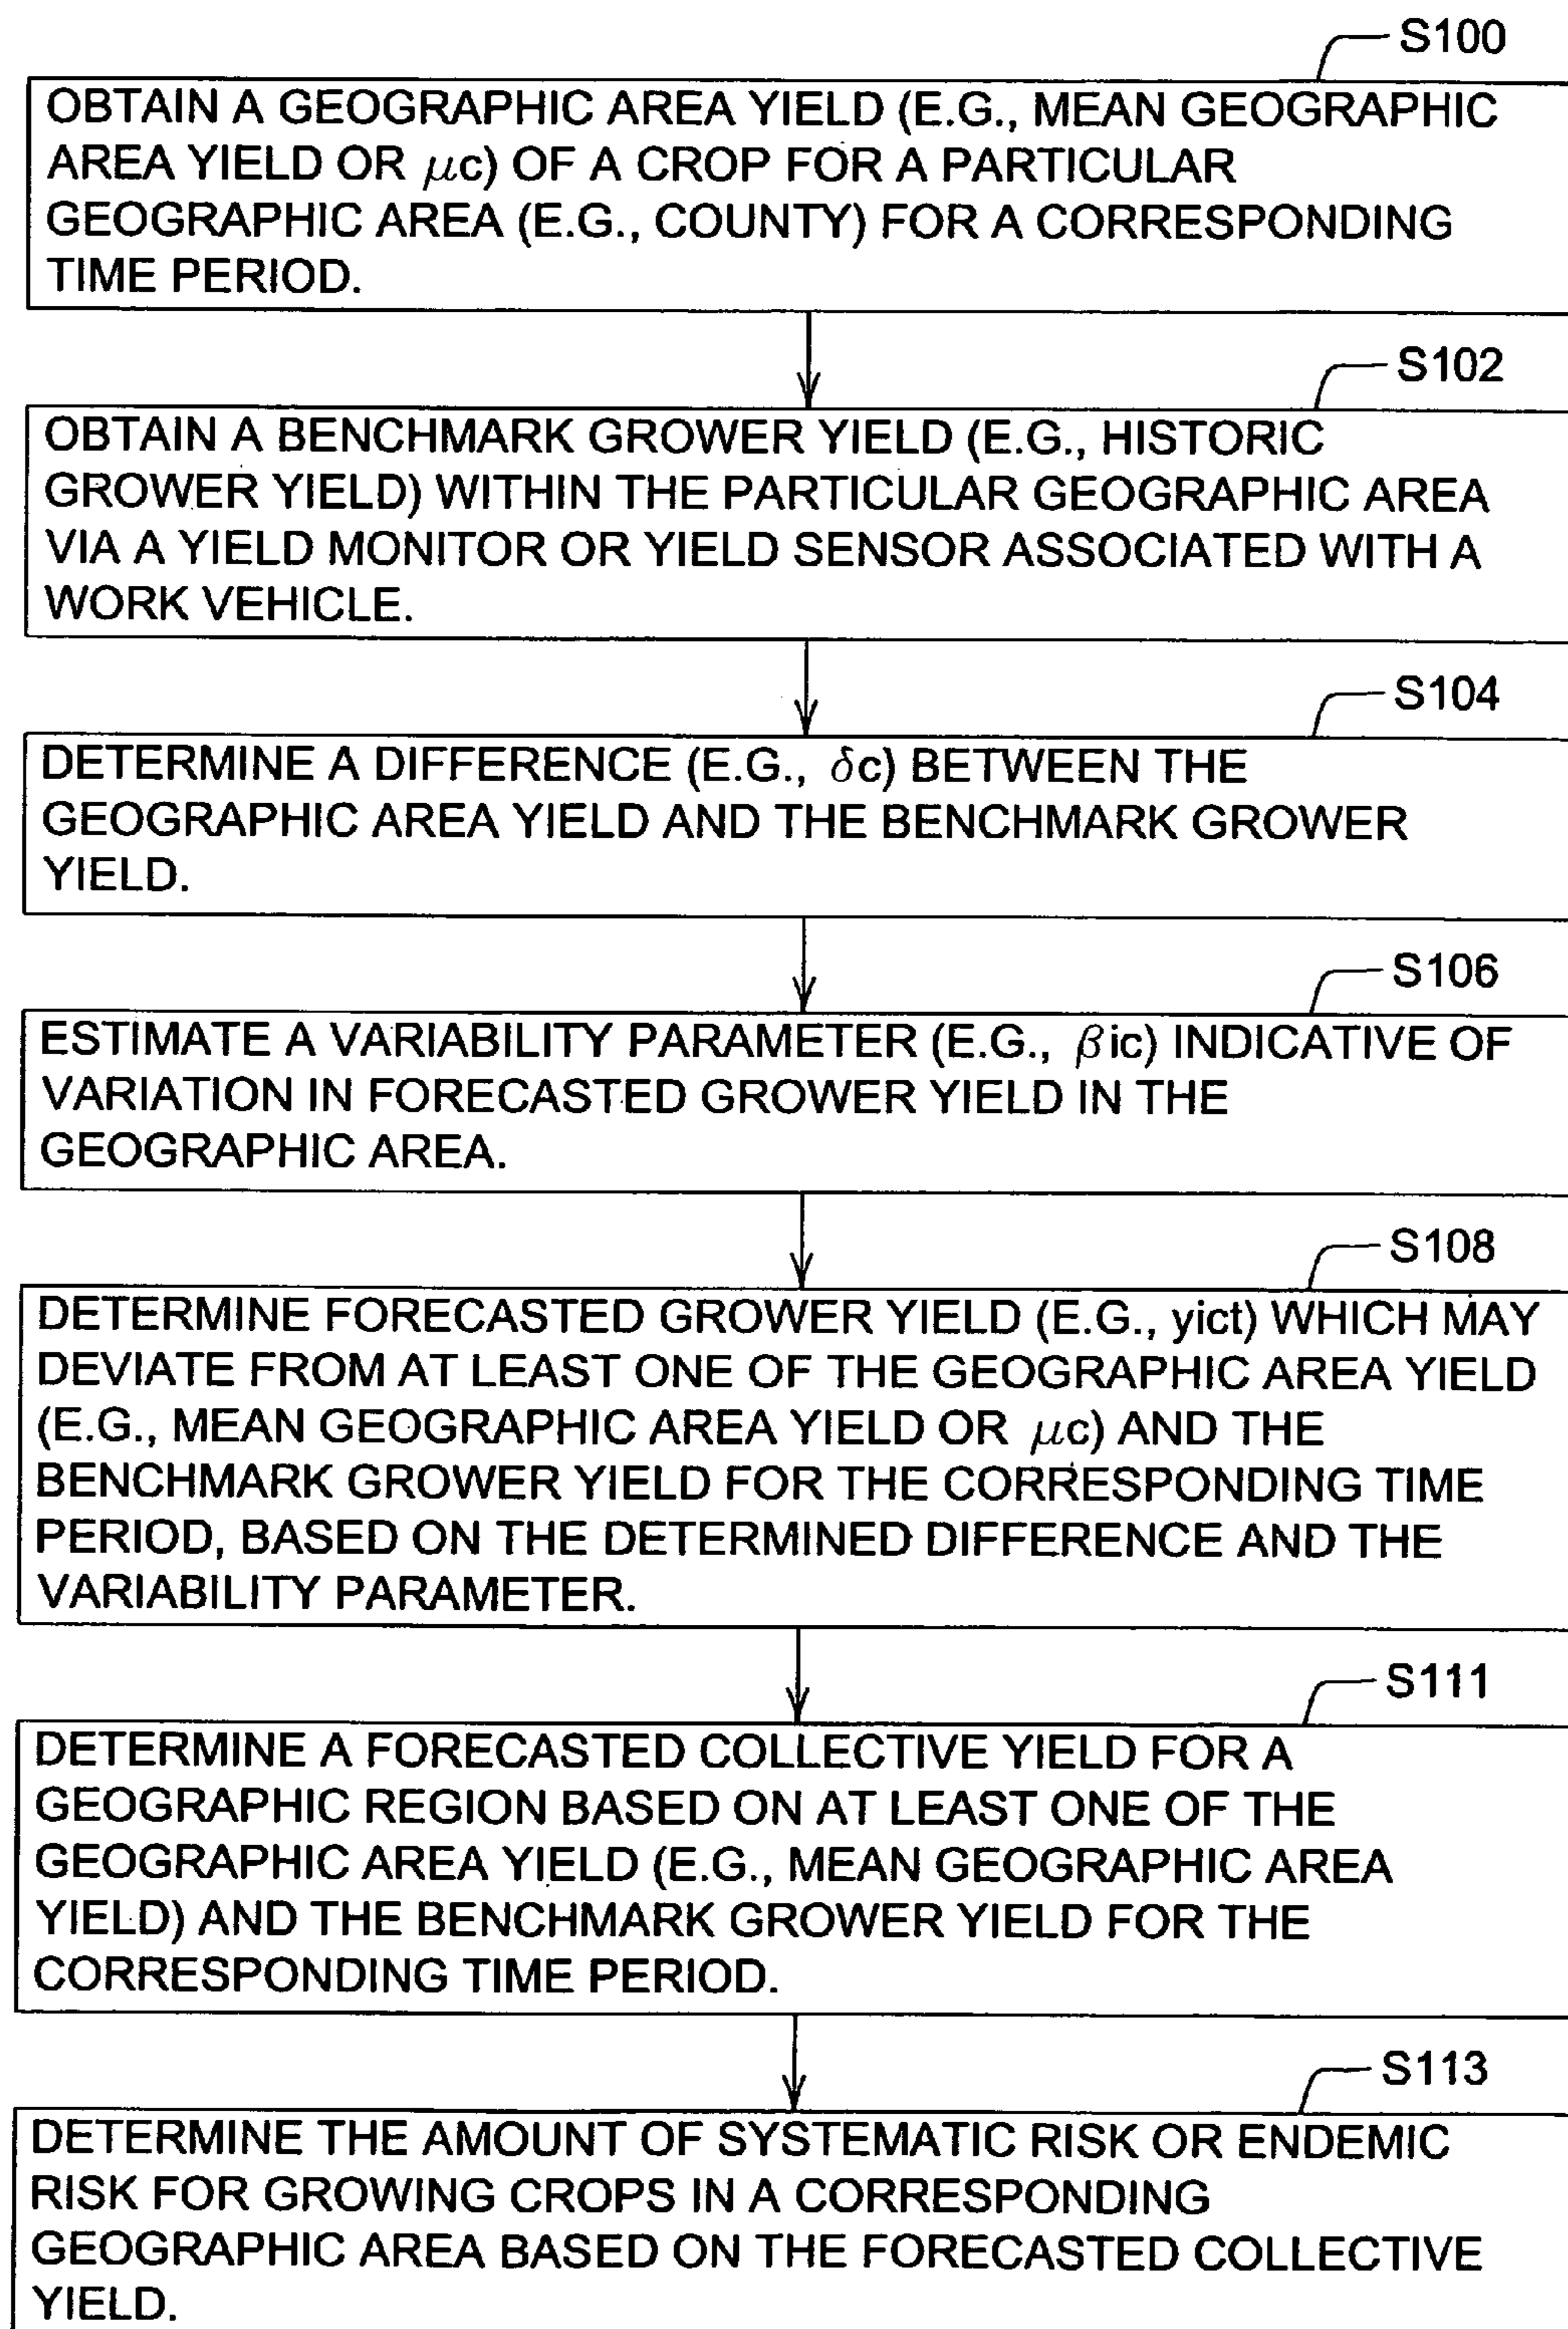 S100
OBTAIN A GEOGRAPHIC AREA YIELD (E.G., MEAN GEOGRAPHIC
AREA YIELD OR μc) OF A CROP FOR A PARTICULAR
GEOGRAPHIC AREA (E.G., COUNTY) FOR A CORRESPONDING
TIME PERIOD.
S102
OBTAIN A BENCHMARK GROWER YIELD (E.G., HISTORIC
GROWER YIELD) WITHIN THE PARTICULAR GEOGRAPHIC AREA
VIA A YIELD MONITOR OR YIELD SENSOR ASSOCIATED WITH A
WORK VEHICLE.
S104
DETERMINE A DIFFERENCE (E.G., δc) BETWEEN THE
GEOGRAPHIC AREA YIELD AND THE BENCHMARK GROWER
YIELD.
S106
ESTIMATE A VARIABILITY PARAMETER (E.G., βic) INDICATIVE OF
VARIATION IN FORECASTED GROWER YIELD IN THE
GEOGRAPHIC AREA.
S108
DETERMINE FORECASTED GROWER YIELD (E.G., yict) WHICH MAY
DEVIATE FROM AT LEAST ONE OF THE GEOGRAPHIC AREA YIELD
(E.G., MEAN GEOGRAPHIC AREA YIELD OR μc) AND THE
BENCHMARK GROWER YIELD FOR THE CORRESPONDING TIME
PERIOD, BASED ON THE DETERMINED DIFFERENCE AND THE
VARIABILITY PARAMETER.
S111
DETERMINE A FORECASTED COLLECTIVE YIELD FOR A
GEOGRAPHIC REGION BASED ON AT LEAST ONE OF THE
GEOGRAPHIC AREA YIELD (E.G., MEAN GEOGRAPHIC AREA
YIELD) AND THE BENCHMARK GROWER YIELD FOR THE
CORRESPONDING TIME PERIOD.
S113
DETERMINE THE AMOUNT OF SYSTEMATIC RISK OR ENDEMIC
RISK FOR GROWING CROPS IN A CORRESPONDING
GEOGRAPHIC AREA BASED ON THE FORECASTED COLLECTIVE
YIELD.